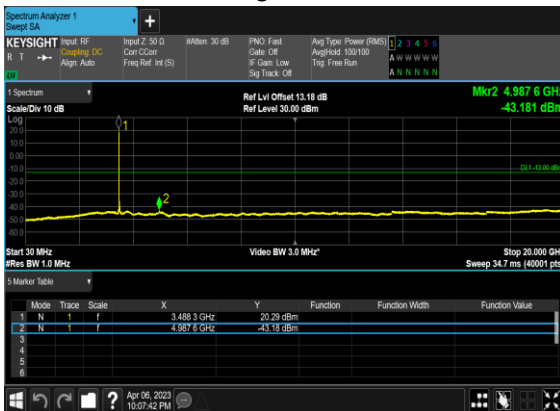 Spectrum Analyzer 1
Swept SA
+
KEYSIGHT
R T
LV
Input: RF
Coupling: DC
Align: Auto
Input Z: 50 Ω
Corr CCorr
Freq Ref: Int (S)
#Atten: 30 dB
PNO: Fast
Gate: Off
IF Gain: Low
Sig Track: Off
Avg Type: Power (RMS)
Avg|Hold: 100/100
Trig: Free Run
1 2 3 4 5 6
A W W W W W
A N N N N N
1 Spectrum
Scale/Div 10 dB
Ref Lvl Offset 13.18 dB
Ref Level 30.00 dBm
Mkr2 4.987 6 GHz
-43.181 dBm
Log
20.0
10.0
0.00
-10.0
-20.0
-30.0
-40.0
-50.0
-60.0
1
2
DL1 -13.00 dBm
Start 30 MHz
#Res BW 1.0 MHz
Video BW 3.0 MHz*
Stop 20.000 GH
Sweep 34.7 ms (40001 pts
5 Marker Table
Mode Trace Scale X Y Function Function Width Function Value
1 N 1 f 3.488 3 GHz 20.29 dBm
2 N 1 f 4.987 6 GHz -43.18 dBm
3
4
5
6
?
Apr 06, 2023
10:07:42 PM